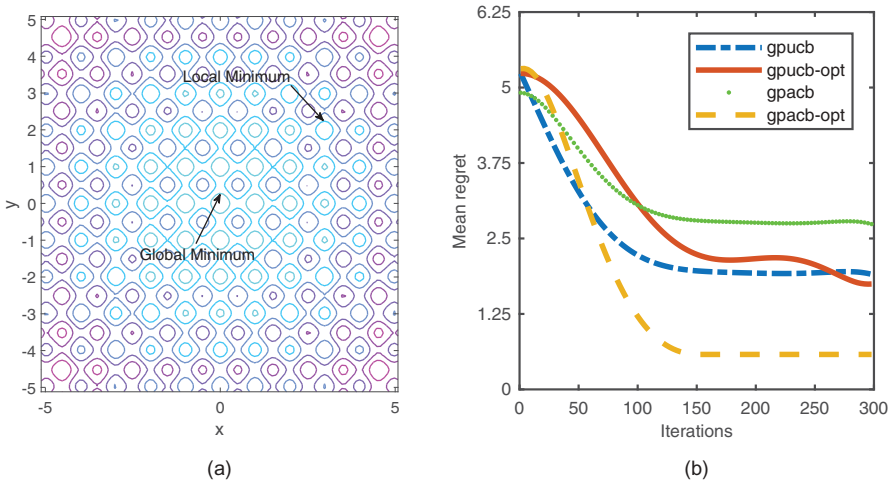 5
4
3
2
1
0
-1
-2
-3
-4
-5
y
-5
0
5
x
Local Minimum
Global Minimum
(a)
6.25
5
3.75
2.5
1.25
0
Mean regret
0
50
100
150
200
250
300
Iterations
gpucb
gpucb-opt
gpacb
gpacb-opt
(b)